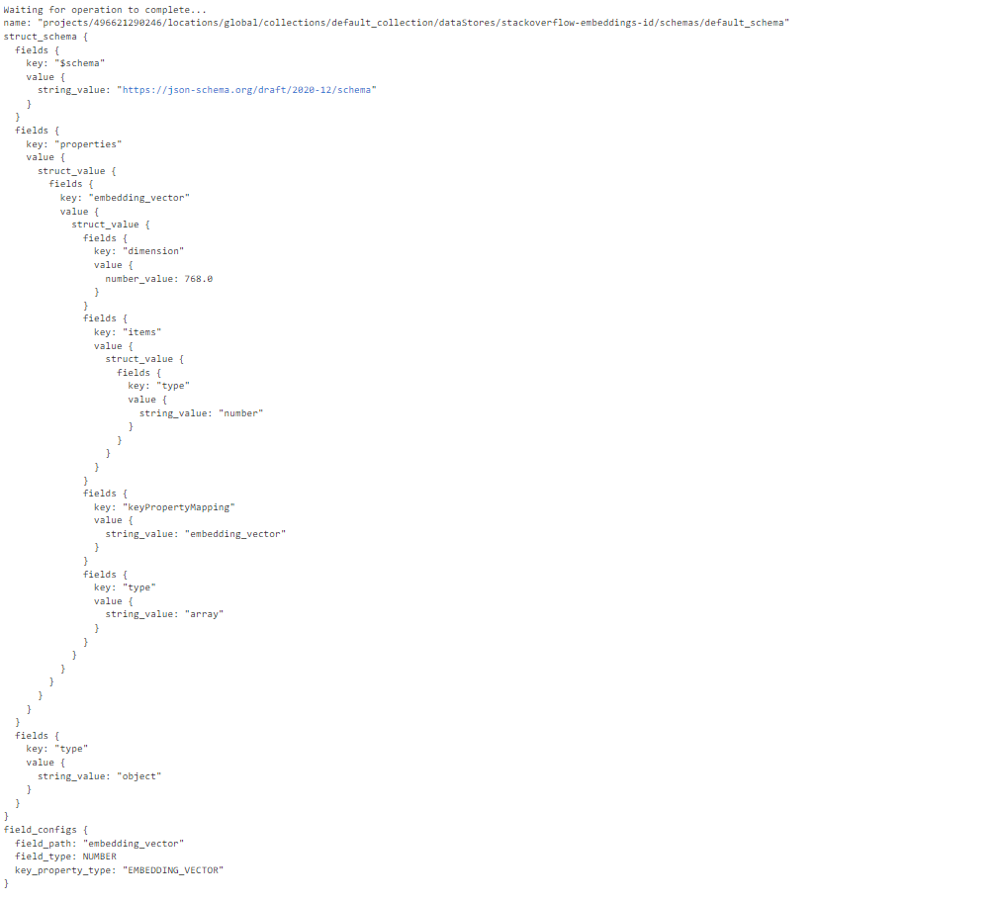 Waiting for operation to complete...
name: "projects/496621290246/locations/global/collections/default_collection/dataStores/stackoverflow-embeddings-id/schemas/default_schema"
struct_schema {
  fields {
    key: "$schema"
    value {
      string_value: "https://json-schema.org/draft/2020-12/schema"
    }
  }
  fields {
    key: "properties"
    value {
      struct_value {
        fields {
          key: "embedding_vector"
          value {
            struct_value {
              fields {
                key: "dimension"
                value {
                  number_value: 768.0
                }
              }
              fields {
                key: "items"
                value {
                  struct_value {
                    fields {
                      key: "type"
                      value {
                        string_value: "number"
                      }
                    }
                  }
                }
              }
              fields {
                key: "keyPropertyMapping"
                value {
                  string_value: "embedding_vector"
                }
              }
              fields {
                key: "type"
                value {
                  string_value: "array"
                }
              }
            }
          }
        }
      }
    }
  }
  fields {
    key: "type"
    value {
      string_value: "object"
    }
  }
}
field_configs {
  field_path: "embedding_vector"
  field_type: NUMBER
  key_property_type: "EMBEDDING_VECTOR"
}